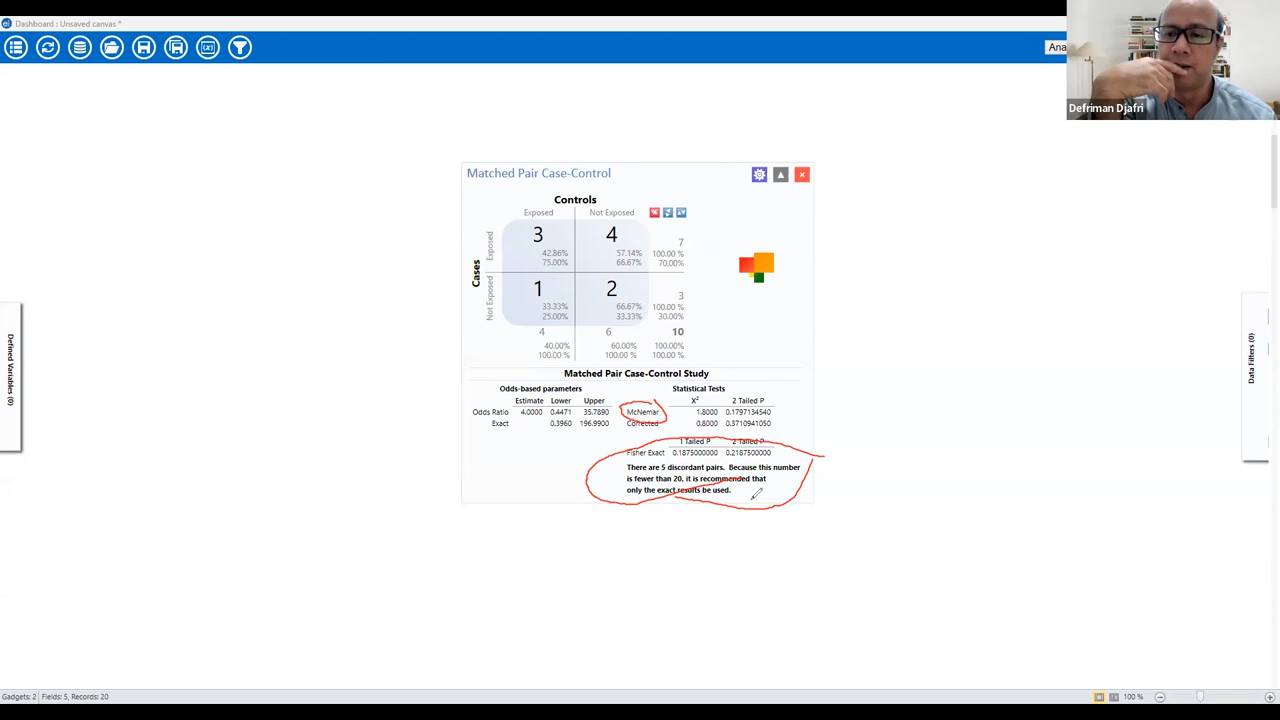 Dashboard : Unsaved canvas *
Ana
Defriman Djafri
Matched Pair Case-Control
Controls
Exposed Not Exposed
Cases
Exposed
3 4 7
42.86% 57.14% 100.00 %
75.00% 66.67% 70.00%
Not Exposed
1 2 3
33.33% 66.67% 100.00 %
25.00% 33.33% 30.00%
4 6 10
40.00% 60.00% 100.00%
100.00 % 100.00 % 100.00 %
Matched Pair Case-Control Study
Odds-based parameters Statistical Tests
Estimate Lower Upper X² 2 Tailed P
Odds Ratio 4.0000 0.4471 35.7890 McNemar 1.8000 0.1797134540
Exact 0.3960 196.9900 Corrected 0.8000 0.3710941050
1 Tailed P 2 Tailed P
Fisher Exact 0.1875000000 0.2187500000
There are 5 discordant pairs. Because this number
is fewer than 20, it is recommended that
only the exact results be used.
Defined Variables (0)
Data Filters (0)
Gadgets: 2 Fields: 5, Records: 20
100 %